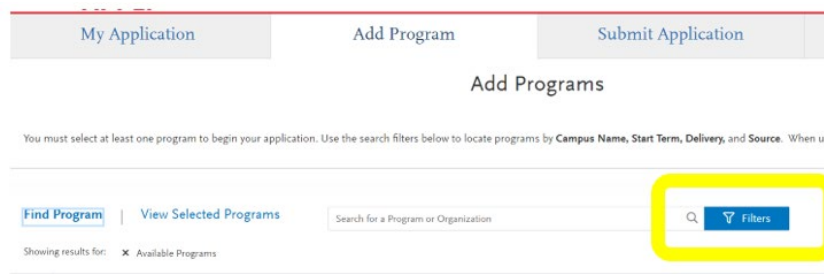 My Application
Add Program
Submit Application
Add Programs
You must select at least one program to begin your application. Use the search filters below to locate programs by Campus Name, Start Term, Delivery, and Source. When u
Find Program | View Selected Programs
Search for a Program or Organization
Filters
Showing results for: x Available Programs